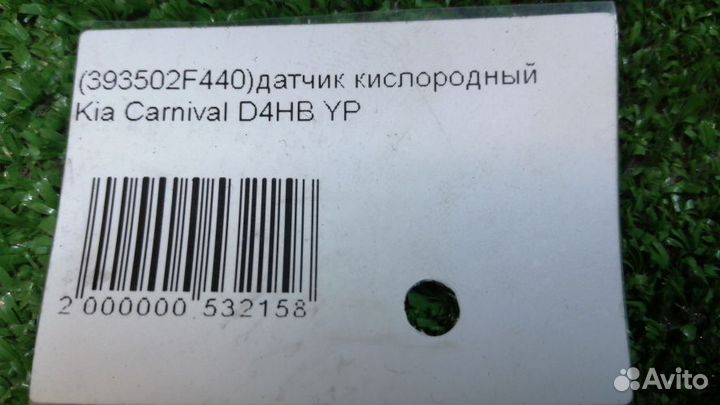 (393502F440)датчик кислородный
Kia Carnival D4HB YP
2 000000 532158
Avito